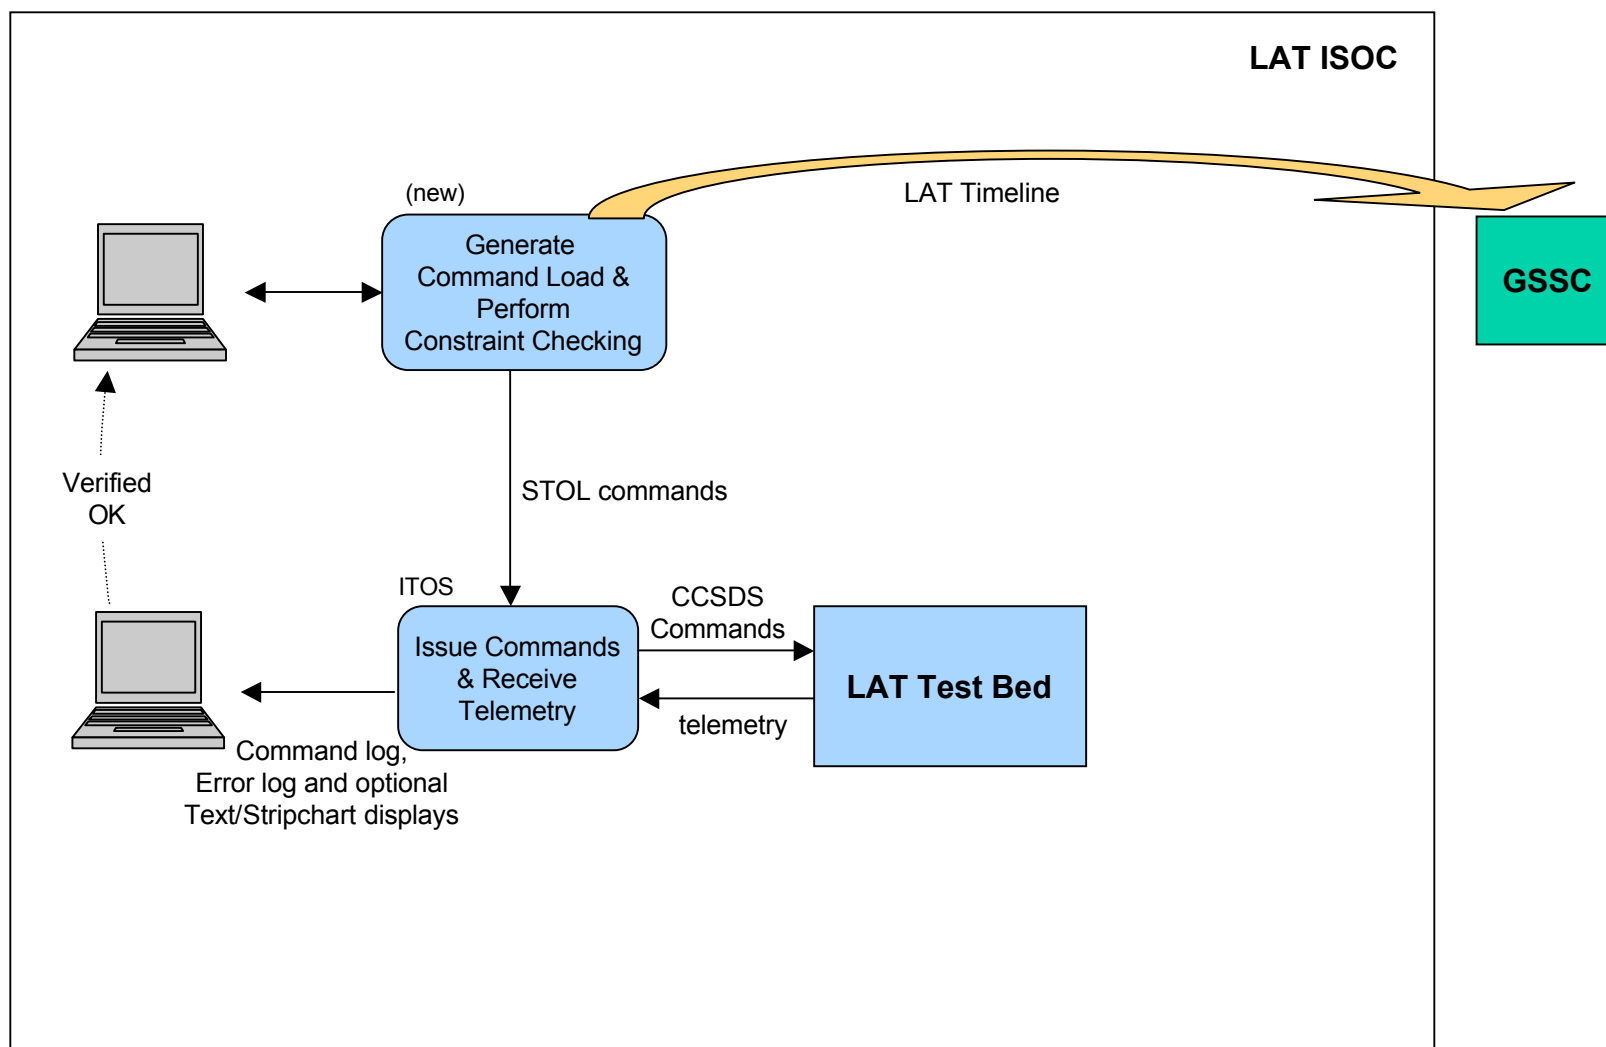 LAT ISOC
(new)
LAT Timeline
Generate
Command Load &
Perform
Constraint Checking
GSSC
Verified
OK
STOL commands
ITOS
CCSDS
Commands
Issue Commands
& Receive
Telemetry
LAT Test Bed
telemetry
Command log,
Error log and optional
Text/Stripchart displays